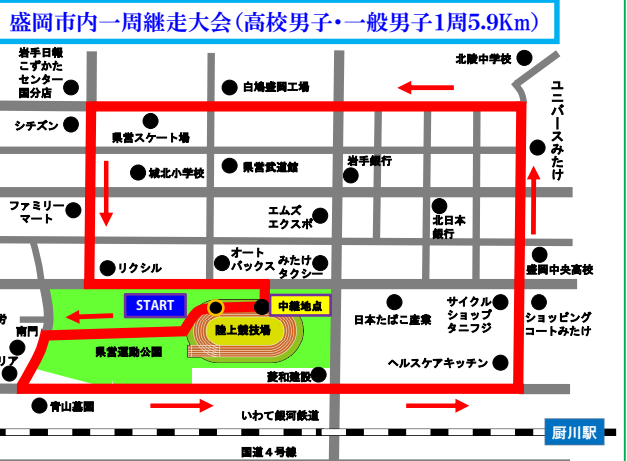 盛岡市内一周継走大会(高校男子・一般男子1周5.9Km)
岩手日報
こずかた
センター
国分店
北陵中学校
白鳩盛岡工場
ユニバースみたけ
シチズン
県営スケート場
城北小学校
県営武道館
岩手銀行
ファミリー
マート
エムズ
エクスポ
北日本
銀行
リクシル
オート
バックス
みたけ
タクシー
盛岡中央高校
START
中継地点
日本たばこ産業
サイクル
ショップ
タニフジ
ショッピング
コートみたけ
労
南門
リア
陸上競技場
県営運動公園
ヘルスケアキッチン
菱和建設
青山墓園
いわて銀河鉄道
厨川駅
国道4号線